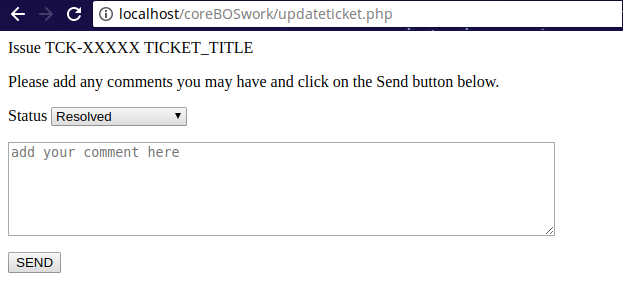 localhost/coreBOSwork/updateticket.php
Issue TCK-XXXXX TICKET_TITLE
Please add any comments you may have and click on the Send button below.
Status Resolved
add your comment here
SEND